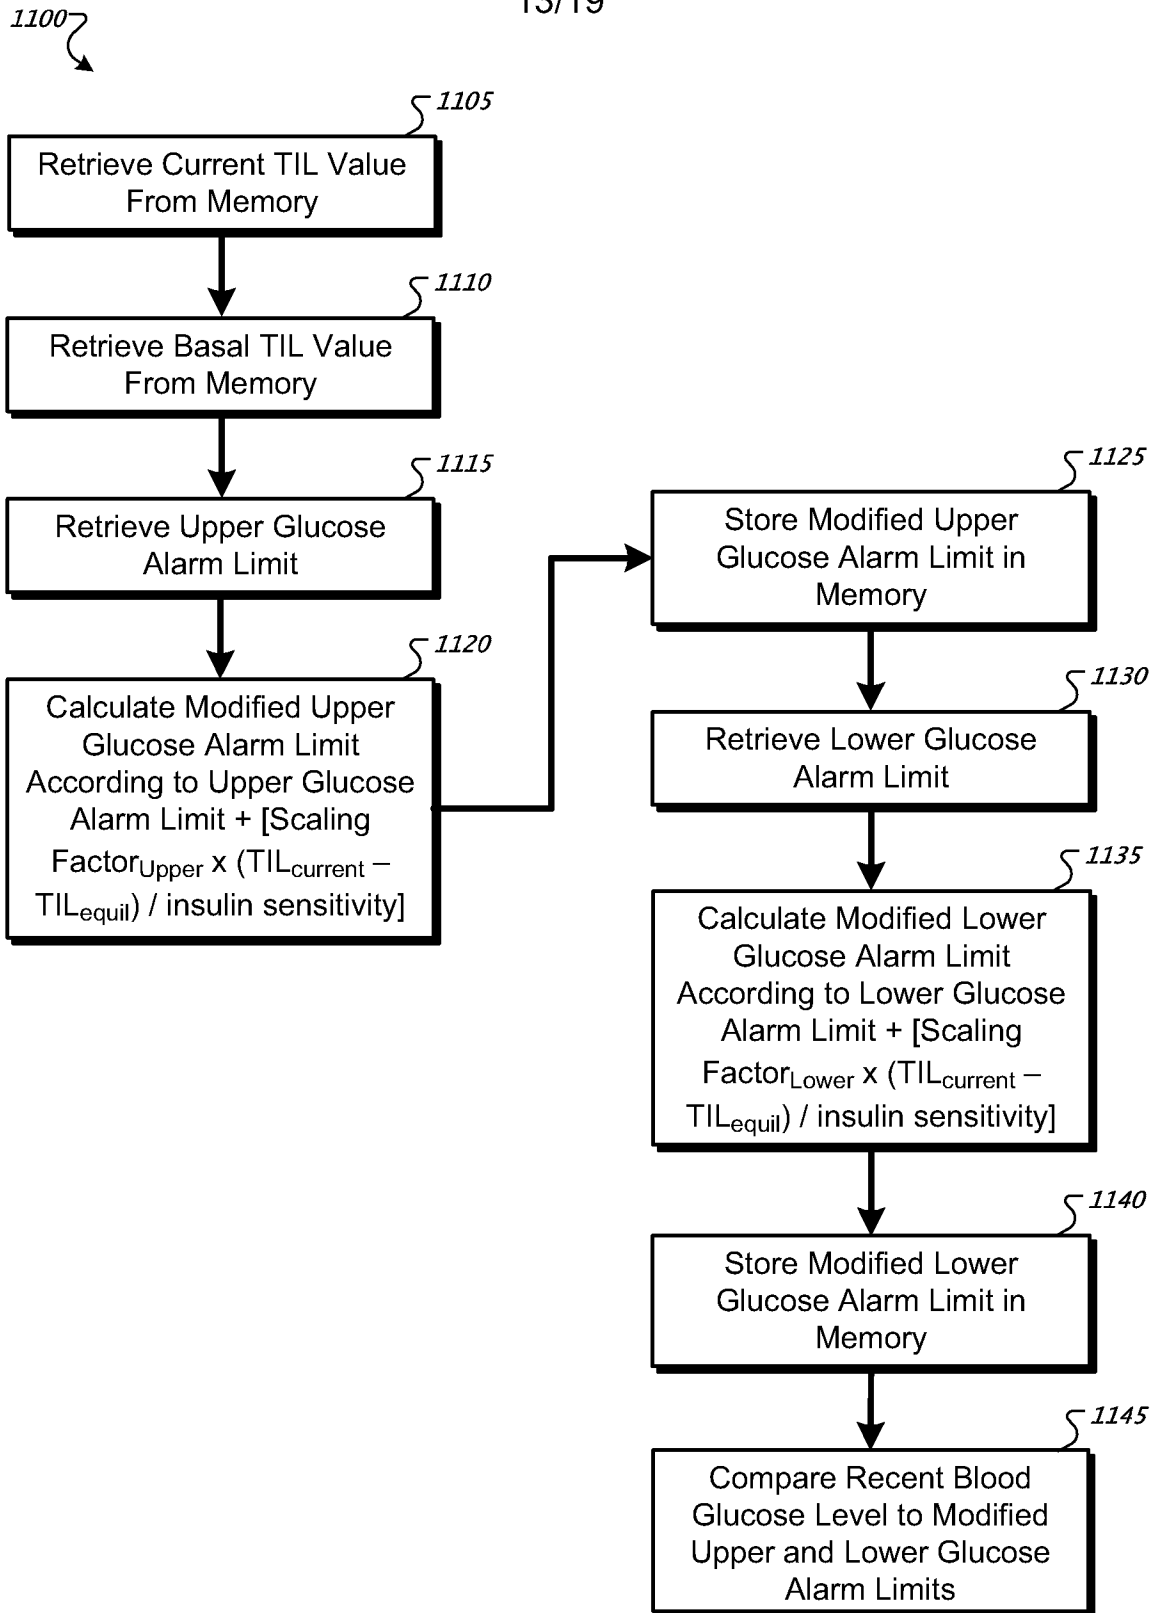 13/19
1100
1105
Retrieve Current TIL Value
From Memory
1110
Retrieve Basal TIL Value
From Memory
1115
Retrieve Upper Glucose
Alarm Limit
1120
Calculate Modified Upper
Glucose Alarm Limit
According to Upper Glucose
Alarm Limit + [Scaling
FactorUpper x (TILcurrent –
TILequil) / insulin sensitivity]
1125
Store Modified Upper
Glucose Alarm Limit in
Memory
1130
Retrieve Lower Glucose
Alarm Limit
1135
Calculate Modified Lower
Glucose Alarm Limit
According to Lower Glucose
Alarm Limit + [Scaling
FactorLower x (TILcurrent –
TILequil) / insulin sensitivity]
1140
Store Modified Lower
Glucose Alarm Limit in
Memory
1145
Compare Recent Blood
Glucose Level to Modified
Upper and Lower Glucose
Alarm Limits